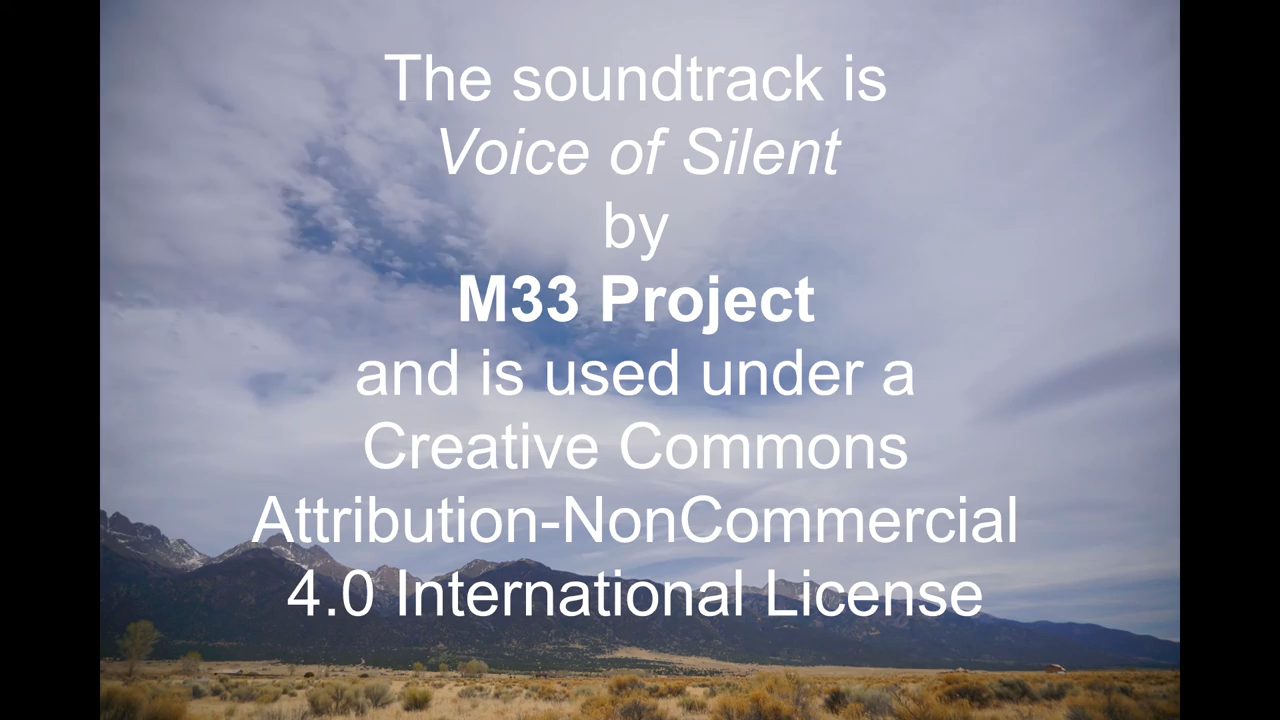 The soundtrack is
Voice of Silent
by
M33 Project
and is used under a
Creative Commons
Attribution-NonCommercial
4.0 International License